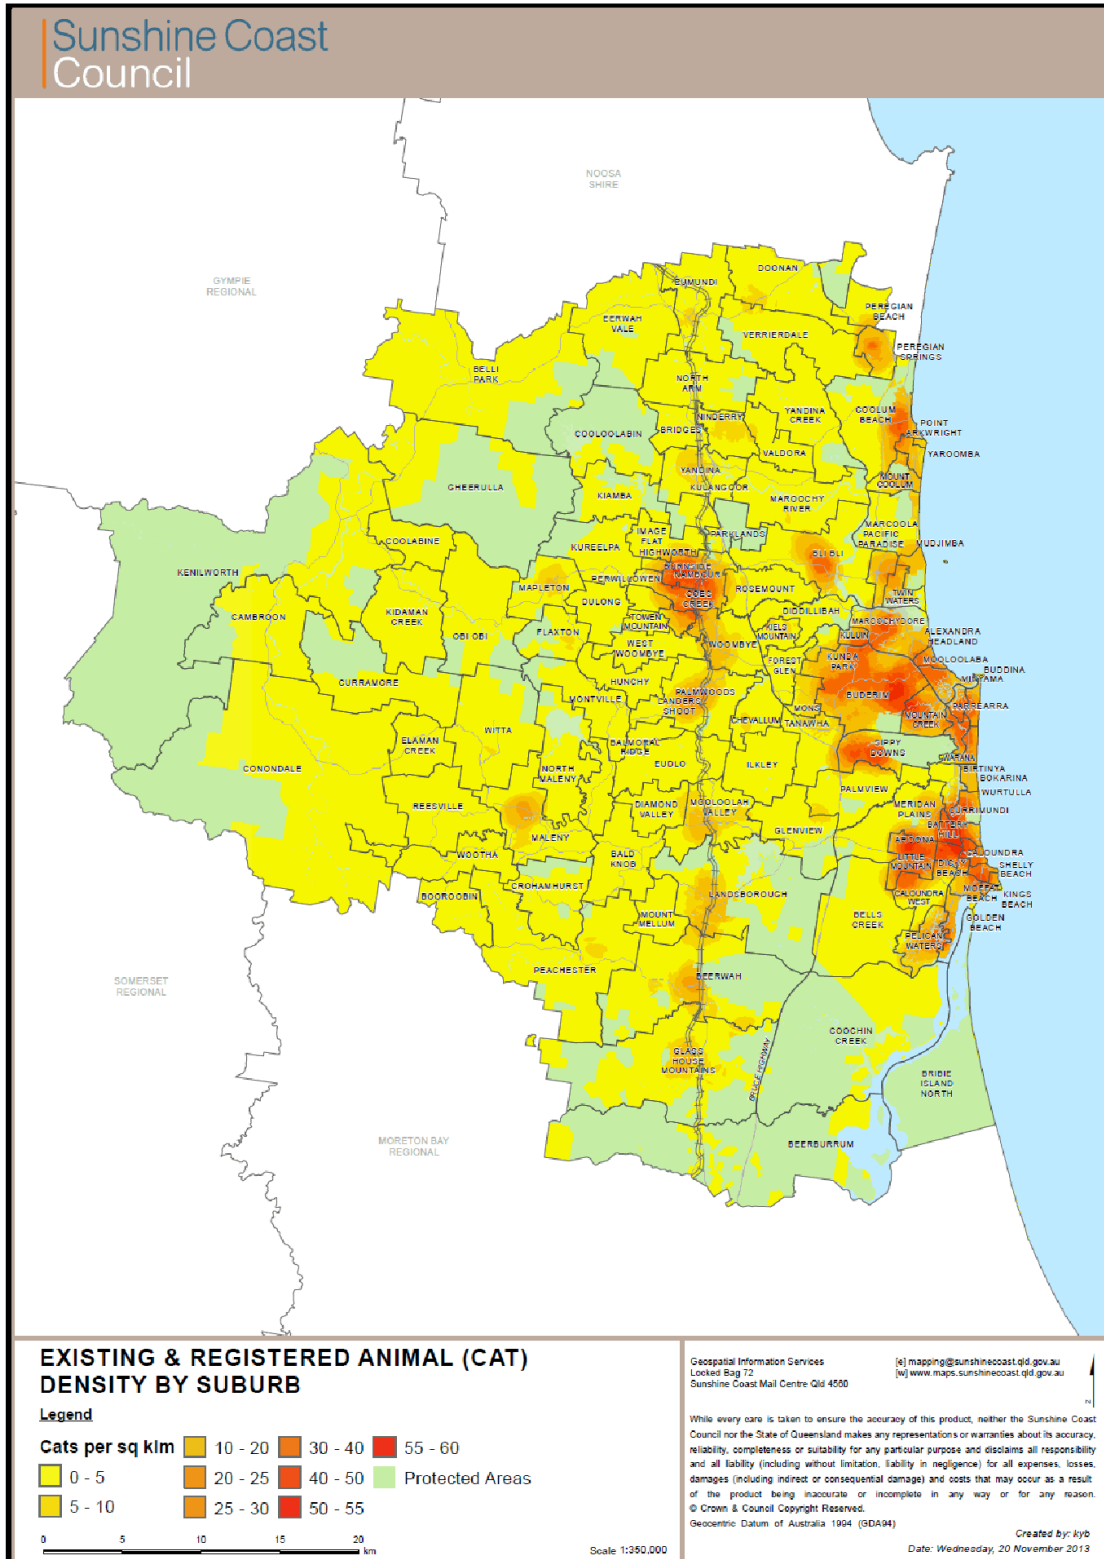 Sunshine Coast
Council
NOOSA
SHIRE
GYMPIE
REGIONAL
DOONAN
EUMUNDI
PEREGIAN
BEACH
EERWAH
VALE
VERRIERDALE
PEREGIAN
SPRINGS
BELLI
PARK
NORTH
ARM
YANDINA
CREEK
COOLUM
BEACH
NINDERRY
POINT
ARKWRIGHT
COOLOOLABIN
BRIDGES
VALDORA
YAROOMBA
YANDINA
MOUNT
COOLUM
GHEERULLA
KULANGOOR
KIAMBA
MAROOCHY
RIVER
MARCOOLA
PACIFIC
PARADISE
MUDJIMBA
IMAGE
FLAT
PARKLANDS
COOLABINE
KUREELPA
HIGHWORTH
BLI BLI
KENILWORTH
BURNSIDE
NAMBOUR
PERWILLOWEN
MAPLETON
ROSEMOUNT
COES
CREEK
TWIN
WATERS
DULONG
DIDDILLIBAH
CAMBROON
KIDAMAN
CREEK
TOWEN
MOUNTAIN
MAROOCHYDORE
KIELS
MOUNTAIN
KULUIN
ALEXANDRA
HEADLAND
OBI OBI
FLAXTON
WEST
WOOMBYE
WOOMBYE
FOREST
GLEN
KUNDA
PARK
MOOLOOLABA
BUDDINA
MINYAMA
CURRAMORE
HUNCHY
MONTVILLE
PALMWOODS
LANDERS
SHOOT
BUDERIM
PARREARRA
MONS
MOUNTAIN
CREEK
CHEVALLUM
TANAWHA
WITTA
ELAMAN
CREEK
BALMORAL
RIDGE
SIPPY
DOWNS
WARANA
BIRTINYA
BOKARINA
CONONDALE
NORTH
MALENY
EUDLO
ILKLEY
PALMVIEW
WURTULLA
REESVILLE
DIAMOND
VALLEY
MOOLOOLAH
VALLEY
MERIDAN
PLAINS
CURRIMUNDI
BATTERY
HILL
GLENVIEW
MALENY
AROONA
WOOTHA
BALD
KNOB
LITTLE
MOUNTAIN
DICKY
BEACH
CALOUNDRA
SHELLY
BEACH
CROHAMHURST
BOOROOBIN
LANDSBOROUGH
CALOUNDRA
WEST
MOFFAT
BEACH
KINGS
BEACH
MOUNT
MELLUM
BELLS
CREEK
GOLDEN
BEACH
PELICAN
WATERS
PEACHESTER
BEERWAH
SOMERSET
REGIONAL
COOCHIN
CREEK
GLASS
HOUSE
MOUNTAINS
BRUCE HIGHWAY
BRIBIE
ISLAND
NORTH
MORETON BAY
REGIONAL
BEERBURRUM
EXISTING & REGISTERED ANIMAL (CAT)
DENSITY BY SUBURB
Legend
Cats per sq klm
0 - 5
5 - 10
10 - 20
20 - 25
25 - 30
30 - 40
40 - 50
50 - 55
55 - 60
Protected Areas
0 5 10 15 20
km
Scale 1:350,000
Geospatial Information Services
Locked Bag 72
Sunshine Coast Mail Centre Qld 4560
[e] mapping@sunshinecoast.qld.gov.au
[w] www.maps.sunshinecoast.qld.gov.au
N
While every care is taken to ensure the accuracy of this product, neither the Sunshine Coast
Council nor the State of Queensland makes any representations or warranties about its accuracy,
reliability, completeness or suitability for any particular purpose and disclaims all responsibility
and all liability (including without limitation, liability in negligence) for all expenses, losses,
damages (including indirect or consequential damage) and costs that may occur as a result
of the product being inaccurate or incomplete in any way or for any reason.
© Crown & Council Copyright Reserved.
Geocentric Datum of Australia 1994 (GDA94)
Created by: kyb
Date: Wednesday, 20 November 2013